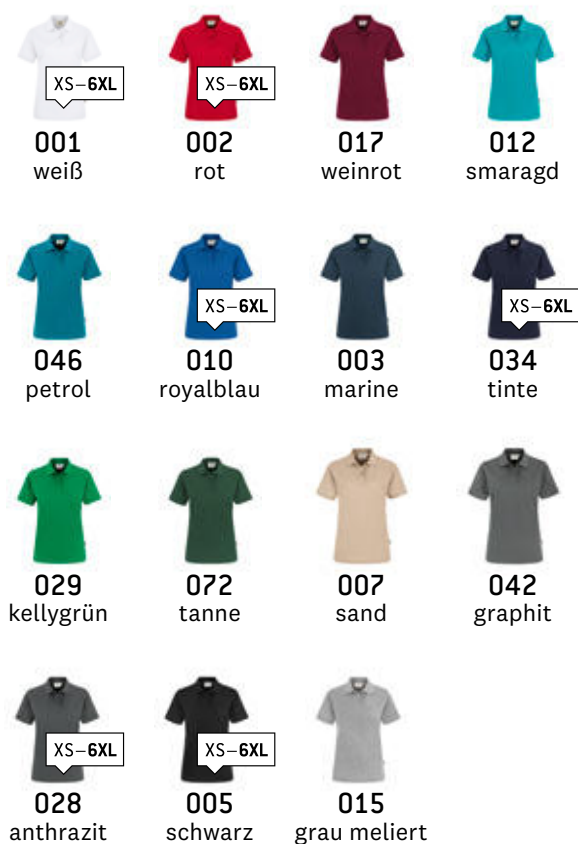 XS–6XL
XS–6XL
001
002
017
012
weiß
rot
weinrot
smaragd
XS–6XL
XS–6XL
046
010
003
034
petrol
royalblau
marine
tinte
029
072
007
042
kellygrün
tanne
sand
graphit
XS–6XL
XS–6XL
028
005
015
anthrazit
schwarz
grau meliert